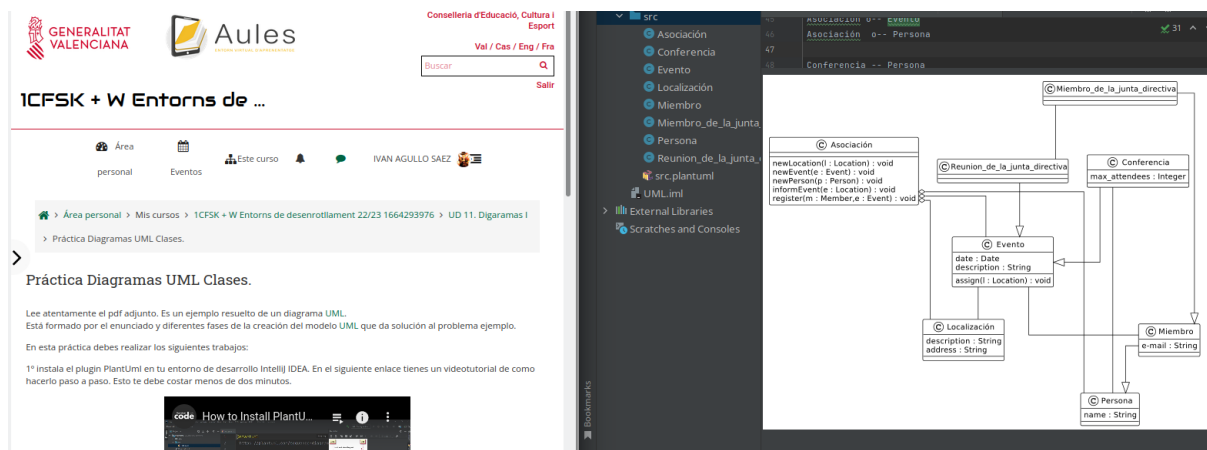 GENERALITAT
VALENCIANA
Aules
Conselleria d'Educació, Cultura i
Esport
Val / Cas / Eng / Fra
Buscar
Salir
1CFSK + W Entorns de ...
Área
personal
Eventos
Este curso
IVAN AGULLO SAEZ
> Área personal > Mis cursos > 1CFSK + W Entorns de desenrotllament 22/23 1664293976 > UD 11. Digaramas I
> Práctica Diagramas UML Clases.
Práctica Diagramas UML Clases.
Lee atentamente el pdf adjunto. Es un ejemplo resuelto de un diagrama UML.
Está formado por el enunciado y diferentes fases de la creación del modelo UML que da solución al problema ejemplo.
En esta práctica debes realizar los siguientes trabajos:
1º instala el plugin PlantUml en tu entorno de desarrollo IntelliJ IDEA. En el siguiente enlace tienes un videotutorial de como
hacerlo paso a paso. Esto te debe costar menos de dos minutos.
code How to Install PlantU...
src
Asociación
Conferencia
Evento
Localización
Miembro
Miembro_de_la_junta_
Persona
Reunion_de_la_junta_
src.plantuml
UML.iml
External Libraries
Scratches and Consoles
Bookmarks
45 Asociación o-- Evento
46 Asociación o-- Persona
47
48 Conferencia -- Persona
31
C Miembro_de_la_junta_directiva
C Asociación
newLocation(l : Location) : void
newEvent(e : Event) : void
newPerson(p : Person) : void
informEvent(e : Location) : void
register(m : Member,e : Event) : void
C Reunion_de_la_junta_directiva
C Conferencia
max_attendees : Integer
C Evento
date : Date
description : String
assign(l : Location) : void
C Localización
description : String
address : String
C Miembro
e-mail : String
C Persona
name : String